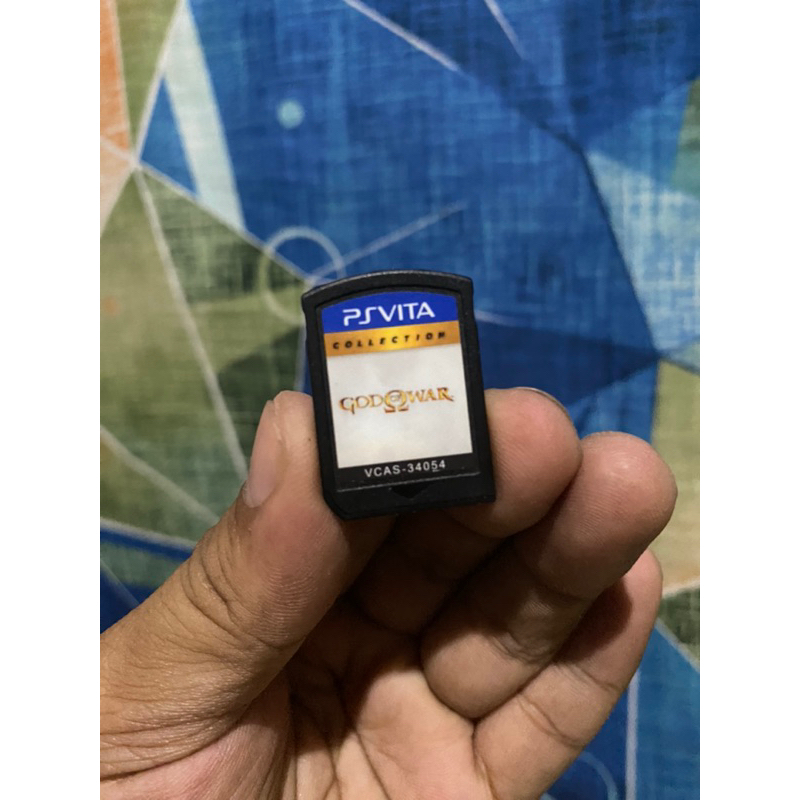 PSVITA
COLLECTION
GOD OF WAR
VCAS-34054